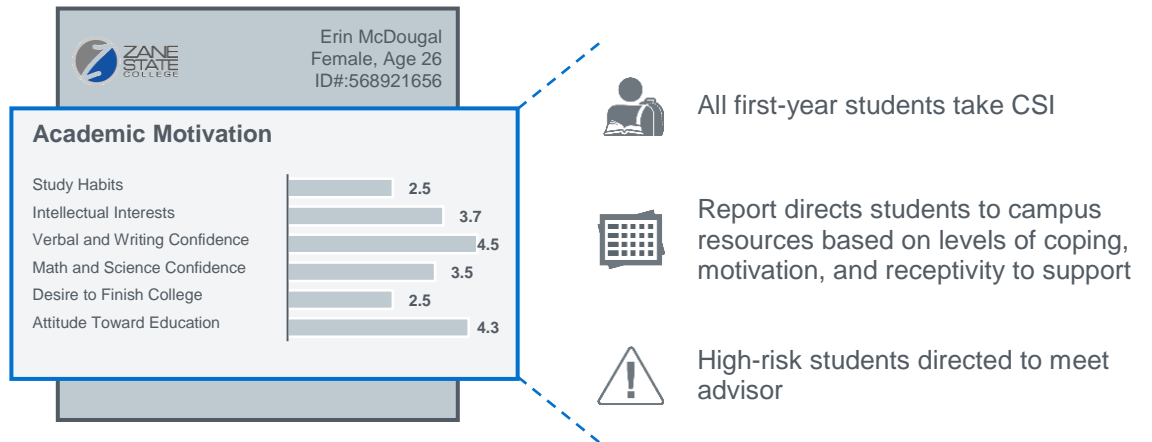 ZANE
STATE
COLLEGE
Erin McDougal
Female, Age 26
ID#:568921656
Academic Motivation
Study Habits 2.5
Intellectual Interests 3.7
Verbal and Writing Confidence 4.5
Math and Science Confidence 3.5
Desire to Finish College 2.5
Attitude Toward Education 4.3
All first-year students take CSI
Report directs students to campus
resources based on levels of coping,
motivation, and receptivity to support
High-risk students directed to meet
advisor